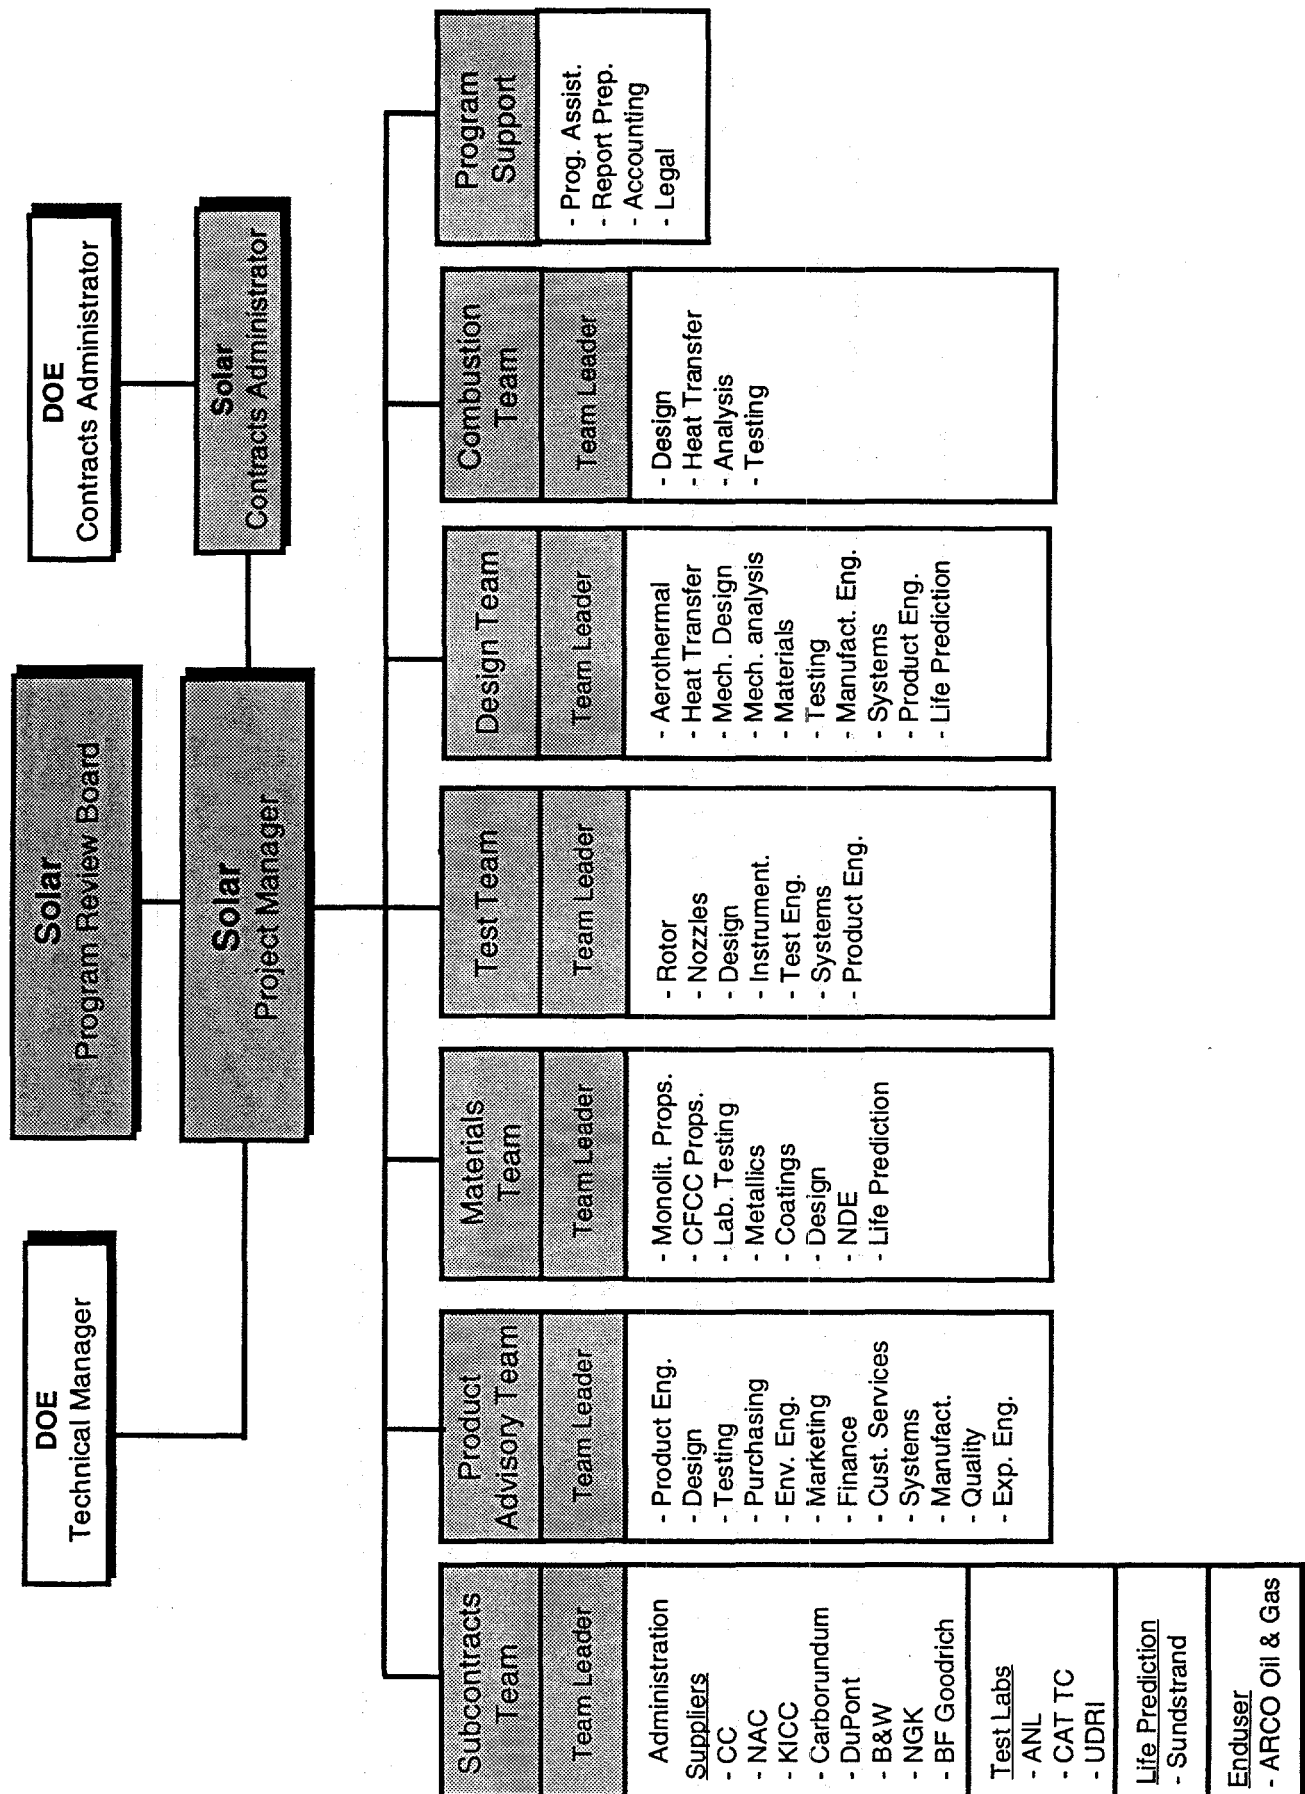 DOE
Technical Manager
Solar
Program Review Board
DOE
Contracts Administrator
Solar
Project Manager
Solar
Contracts Administrator
Subcontracts
Team
Team Leader
Administration
Suppliers
- CC
- NAC
- KICC
- Carborundum
- DuPont
- B&W
- NGK
- BF Goodrich
Test Labs
- ANL
- CAT TC
- UDRI
Life Prediction
- Sundstrand
Enduser
- ARCO Oil & Gas
Product
Advisory Team
Team Leader
- Product Eng.
- Design
- Testing
- Purchasing
- Env. Eng.
- Marketing
- Finance
- Cust. Services
- Systems
- Manufact.
- Quality
- Exp. Eng.
Materials
Team
Team Leader
- Monolit. Props.
- CFCC Props.
- Lab. Testing
- Metallics
- Coatings
- Design
- NDE
- Life Prediction
Test Team
Team Leader
- Rotor
- Nozzles
- Design
- Instrument.
- Test Eng.
- Systems
- Product Eng.
Design Team
Team Leader
- Aerothermal
- Heat Transfer
- Mech. Design
- Mech. analysis
- Materials
- Testing
- Manufact. Eng.
- Systems
- Product Eng.
- Life Prediction
Combustion
Team
Team Leader
- Design
- Heat Transfer
- Analysis
- Testing
Program
Support
- Prog. Assist.
- Report Prep.
- Accounting
- Legal